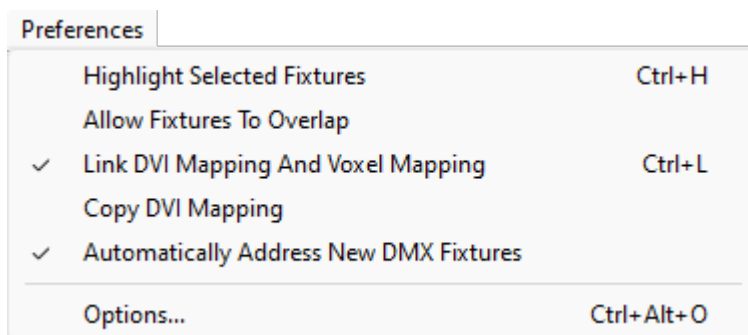 Preferences
Highlight Selected Fixtures Ctrl+H
Allow Fixtures To Overlap
✓ Link DVI Mapping And Voxel Mapping Ctrl+L
Copy DVI Mapping
✓ Automatically Address New DMX Fixtures
Options... Ctrl+Alt+O